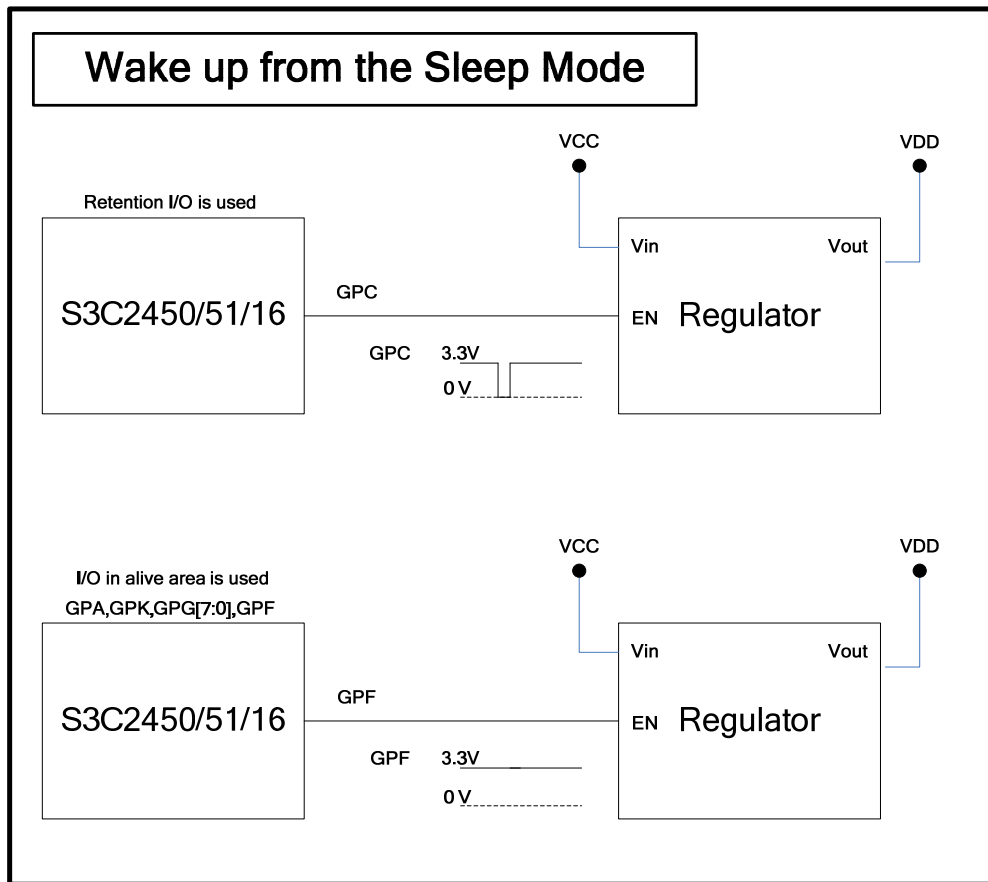 Wake up from the Sleep Mode
VCC
VDD
Retention I/O is used
Vin
Vout
S3C2450/51/16
GPC
EN
Regulator
GPC
3.3V
0 V
VCC
VDD
I/O in alive area is used
GPA,GPK,GPG[7:0],GPF
Vin
Vout
S3C2450/51/16
GPF
EN
Regulator
GPF
3.3V
0 V